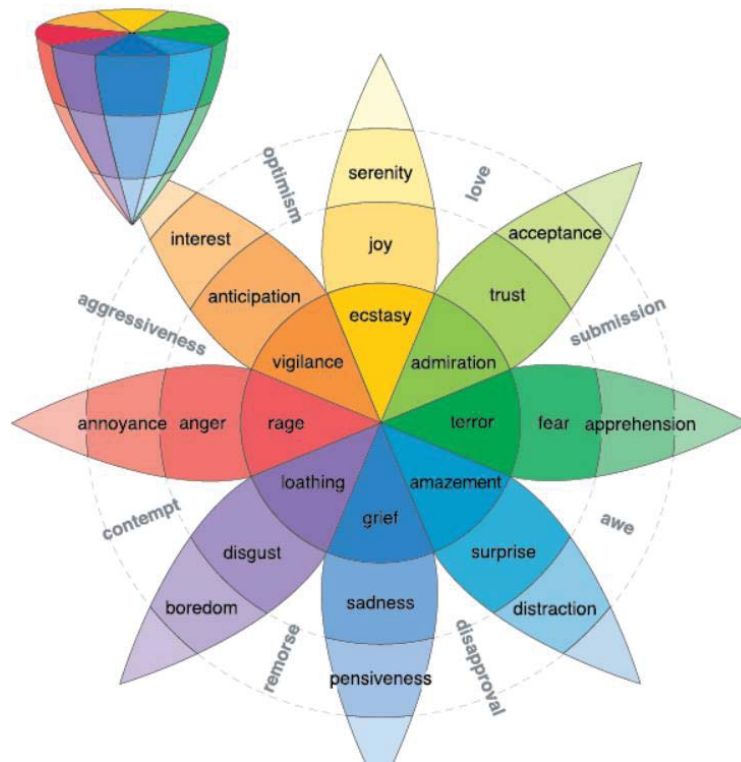 optimism
love
serenity
interest
acceptance
joy
anticipation
trust
aggressiveness
submission
ecstasy
vigilance
admiration
annoyance
anger
rage
terror
fear
apprehension
loathing
amazement
contempt
awe
grief
disgust
surprise
boredom
sadness
distraction
remorse
disapproval
pensiveness